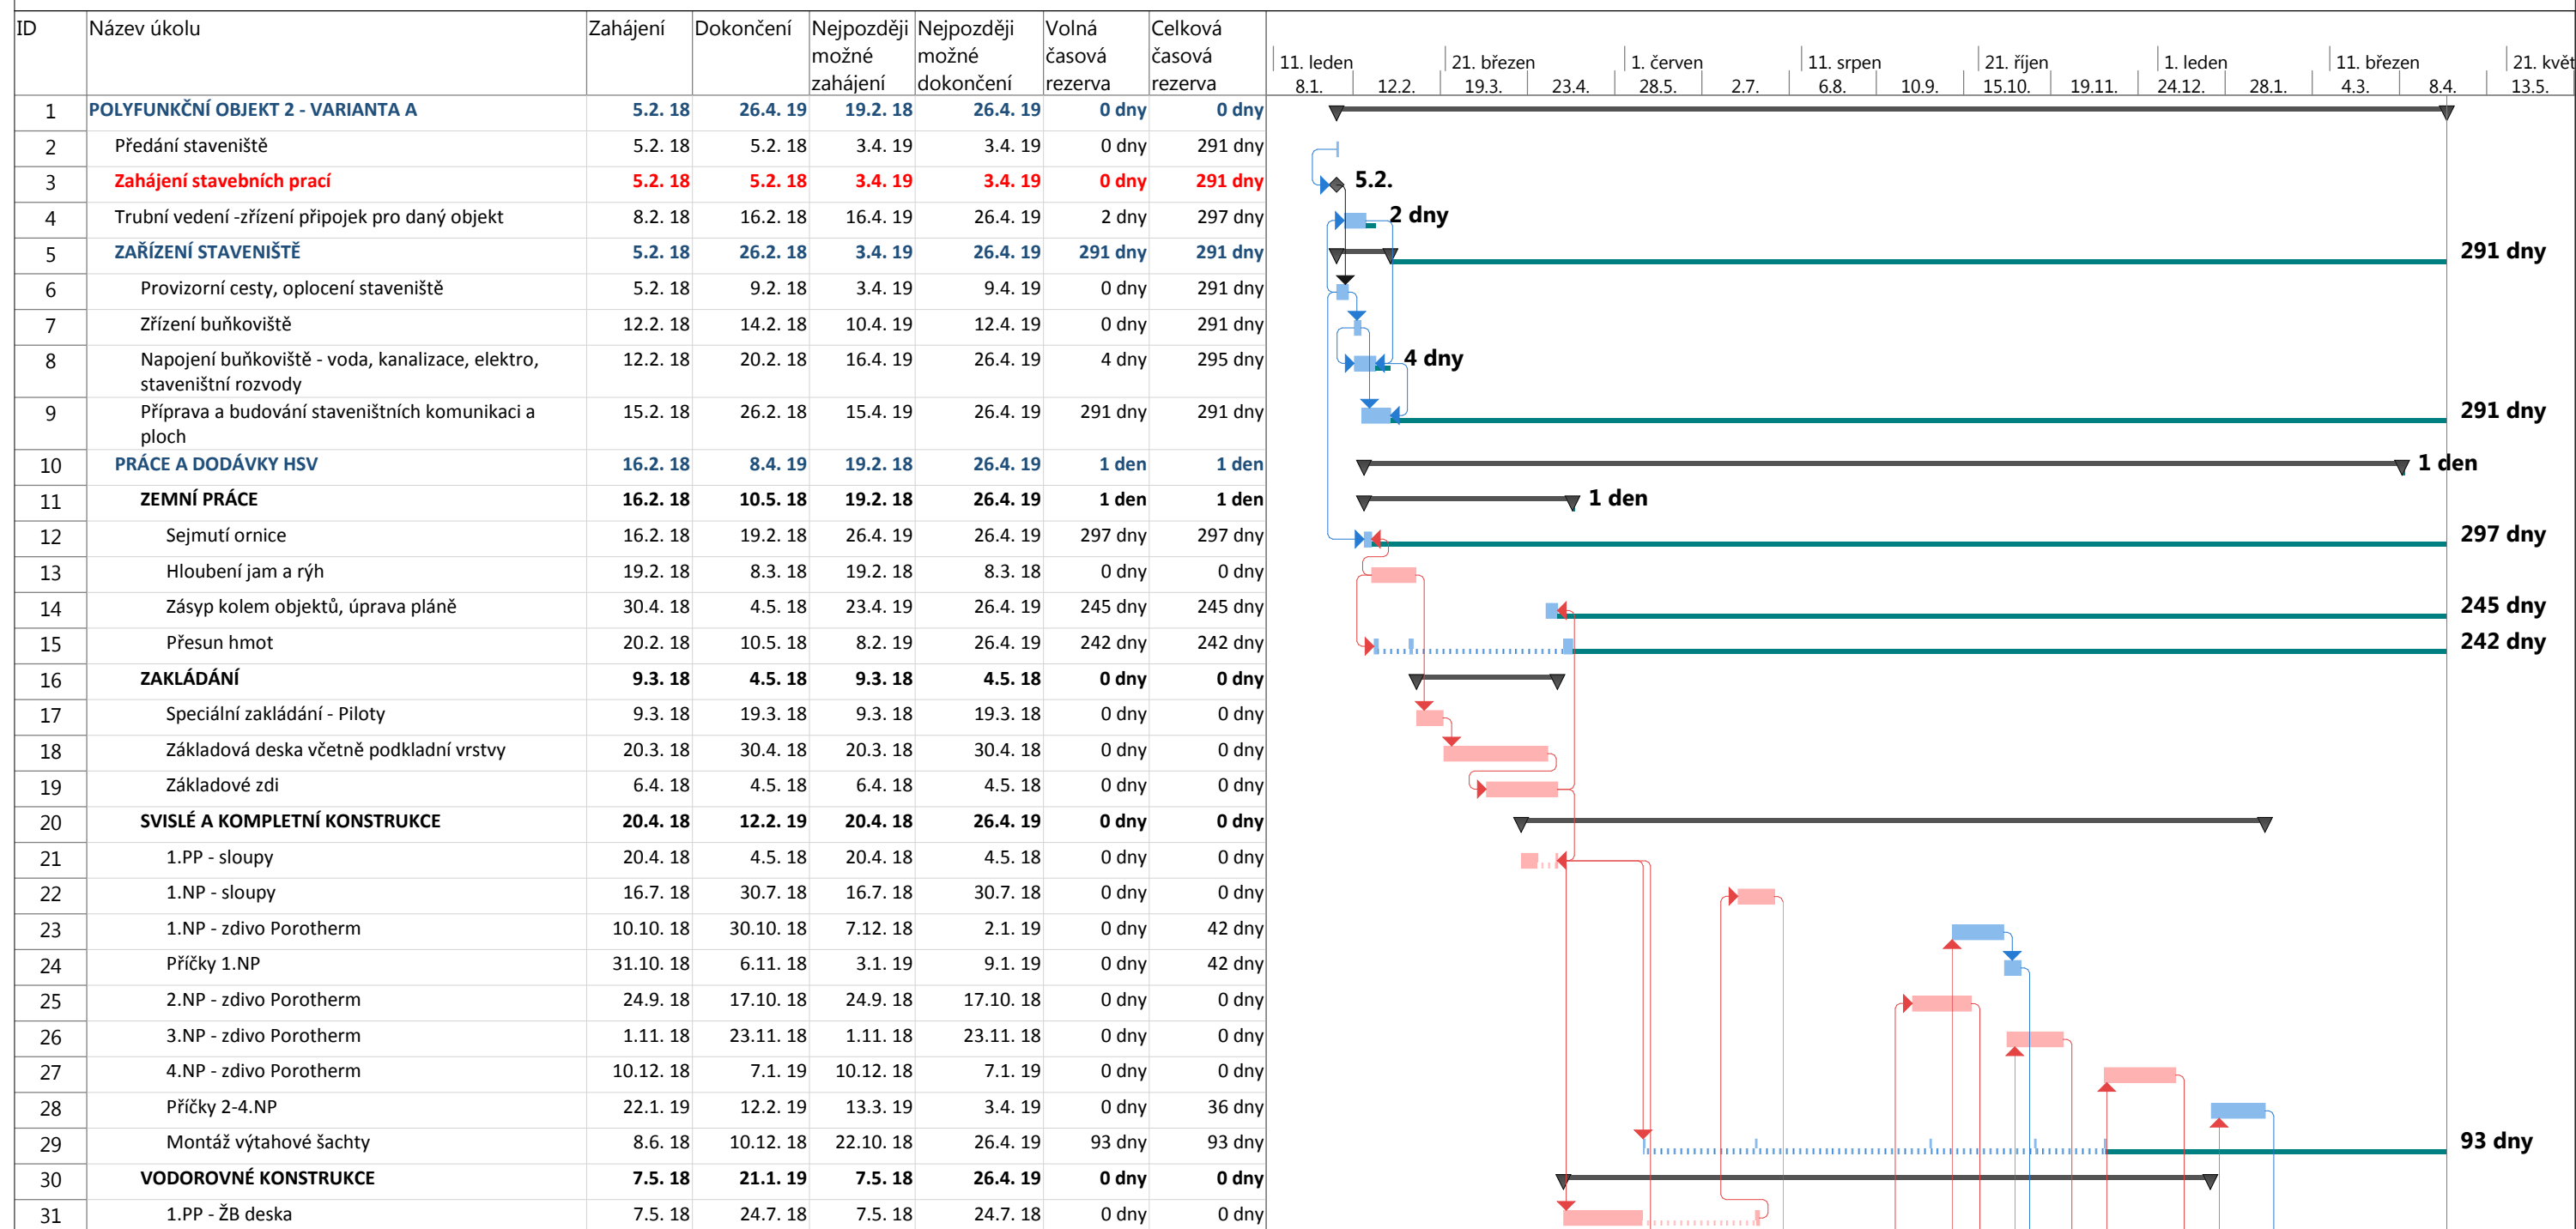 ID Název úkolu Zahájení Dokončení Nejpozději Nejpozději Volná Celková
možné možné časová časová
zahájení dokončení rezerva rezerva
11. leden 21. březen 1. červen 11. srpen 21. říjen 1. leden 11. březen 21. květ
8.1. 12.2. 19.3. 23.4. 28.5. 2.7. 6.8. 10.9. 15.10. 19.11. 24.12. 28.1. 4.3. 8.4. 13.5.
1 POLYFUNKČNÍ OBJEKT 2 - VARIANTA A 5.2. 18 26.4. 19 19.2. 18 26.4. 19 0 dny 0 dny
2 Předání staveniště 5.2. 18 5.2. 18 3.4. 19 3.4. 19 0 dny 291 dny
3 Zahájení stavebních prací 5.2. 18 5.2. 18 3.4. 19 3.4. 19 0 dny 291 dny 5.2.
4 Trubní vedení -zřízení připojek pro daný objekt 8.2. 18 16.2. 18 16.4. 19 26.4. 19 2 dny 297 dny 2 dny
5 ZAŘÍZENÍ STAVENIŠTĚ 5.2. 18 26.2. 18 3.4. 19 26.4. 19 291 dny 291 dny 291 dny
6 Provizorní cesty, oplocení staveniště 5.2. 18 9.2. 18 3.4. 19 9.4. 19 0 dny 291 dny
7 Zřízení buňkoviště 12.2. 18 14.2. 18 10.4. 19 12.4. 19 0 dny 291 dny
8 Napojení buňkoviště - voda, kanalizace, elektro, 12.2. 18 20.2. 18 16.4. 19 26.4. 19 4 dny 295 dny 4 dny
staveništní rozvody
9 Příprava a budování staveništních komunikaci a 15.2. 18 26.2. 18 15.4. 19 26.4. 19 291 dny 291 dny 291 dny
ploch
10 PRÁCE A DODÁVKY HSV 16.2. 18 8.4. 19 19.2. 18 26.4. 19 1 den 1 den 1 den
11 ZEMNÍ PRÁCE 16.2. 18 10.5. 18 19.2. 18 26.4. 19 1 den 1 den 1 den
12 Sejmutí ornice 16.2. 18 19.2. 18 26.4. 19 26.4. 19 297 dny 297 dny 297 dny
13 Hloubení jam a rýh 19.2. 18 8.3. 18 19.2. 18 8.3. 18 0 dny 0 dny
14 Zásyp kolem objektů, úprava pláně 30.4. 18 4.5. 18 23.4. 19 26.4. 19 245 dny 245 dny 245 dny
15 Přesun hmot 20.2. 18 10.5. 18 8.2. 19 26.4. 19 242 dny 242 dny 242 dny
16 ZAKLÁDÁNÍ 9.3. 18 4.5. 18 9.3. 18 4.5. 18 0 dny 0 dny
17 Speciální zakládání - Piloty 9.3. 18 19.3. 18 9.3. 18 19.3. 18 0 dny 0 dny
18 Základová deska včetně podkladní vrstvy 20.3. 18 30.4. 18 20.3. 18 30.4. 18 0 dny 0 dny
19 Základové zdi 6.4. 18 4.5. 18 6.4. 18 4.5. 18 0 dny 0 dny
20 SVISLÉ A KOMPLETNÍ KONSTRUKCE 20.4. 18 12.2. 19 20.4. 18 26.4. 19 0 dny 0 dny
21 1.PP - sloupy 20.4. 18 4.5. 18 20.4. 18 4.5. 18 0 dny 0 dny
22 1.NP - sloupy 16.7. 18 30.7. 18 16.7. 18 30.7. 18 0 dny 0 dny
23 1.NP - zdivo Porotherm 10.10. 18 30.10. 18 7.12. 18 2.1. 19 0 dny 42 dny
24 Příčky 1.NP 31.10. 18 6.11. 18 3.1. 19 9.1. 19 0 dny 42 dny
25 2.NP - zdivo Porotherm 24.9. 18 17.10. 18 24.9. 18 17.10. 18 0 dny 0 dny
26 3.NP - zdivo Porotherm 1.11. 18 23.11. 18 1.11. 18 23.11. 18 0 dny 0 dny
27 4.NP - zdivo Porotherm 10.12. 18 7.1. 19 10.12. 18 7.1. 19 0 dny 0 dny
28 Příčky 2-4.NP 22.1. 19 12.2. 19 13.3. 19 3.4. 19 0 dny 36 dny
29 Montáž výtahové šachty 8.6. 18 10.12. 18 22.10. 18 26.4. 19 93 dny 93 dny 93 dny
30 VODOROVNÉ KONSTRUKCE 7.5. 18 21.1. 19 7.5. 18 26.4. 19 0 dny 0 dny
31 1.PP - ŽB deska 7.5. 18 24.7. 18 7.5. 18 24.7. 18 0 dny 0 dny